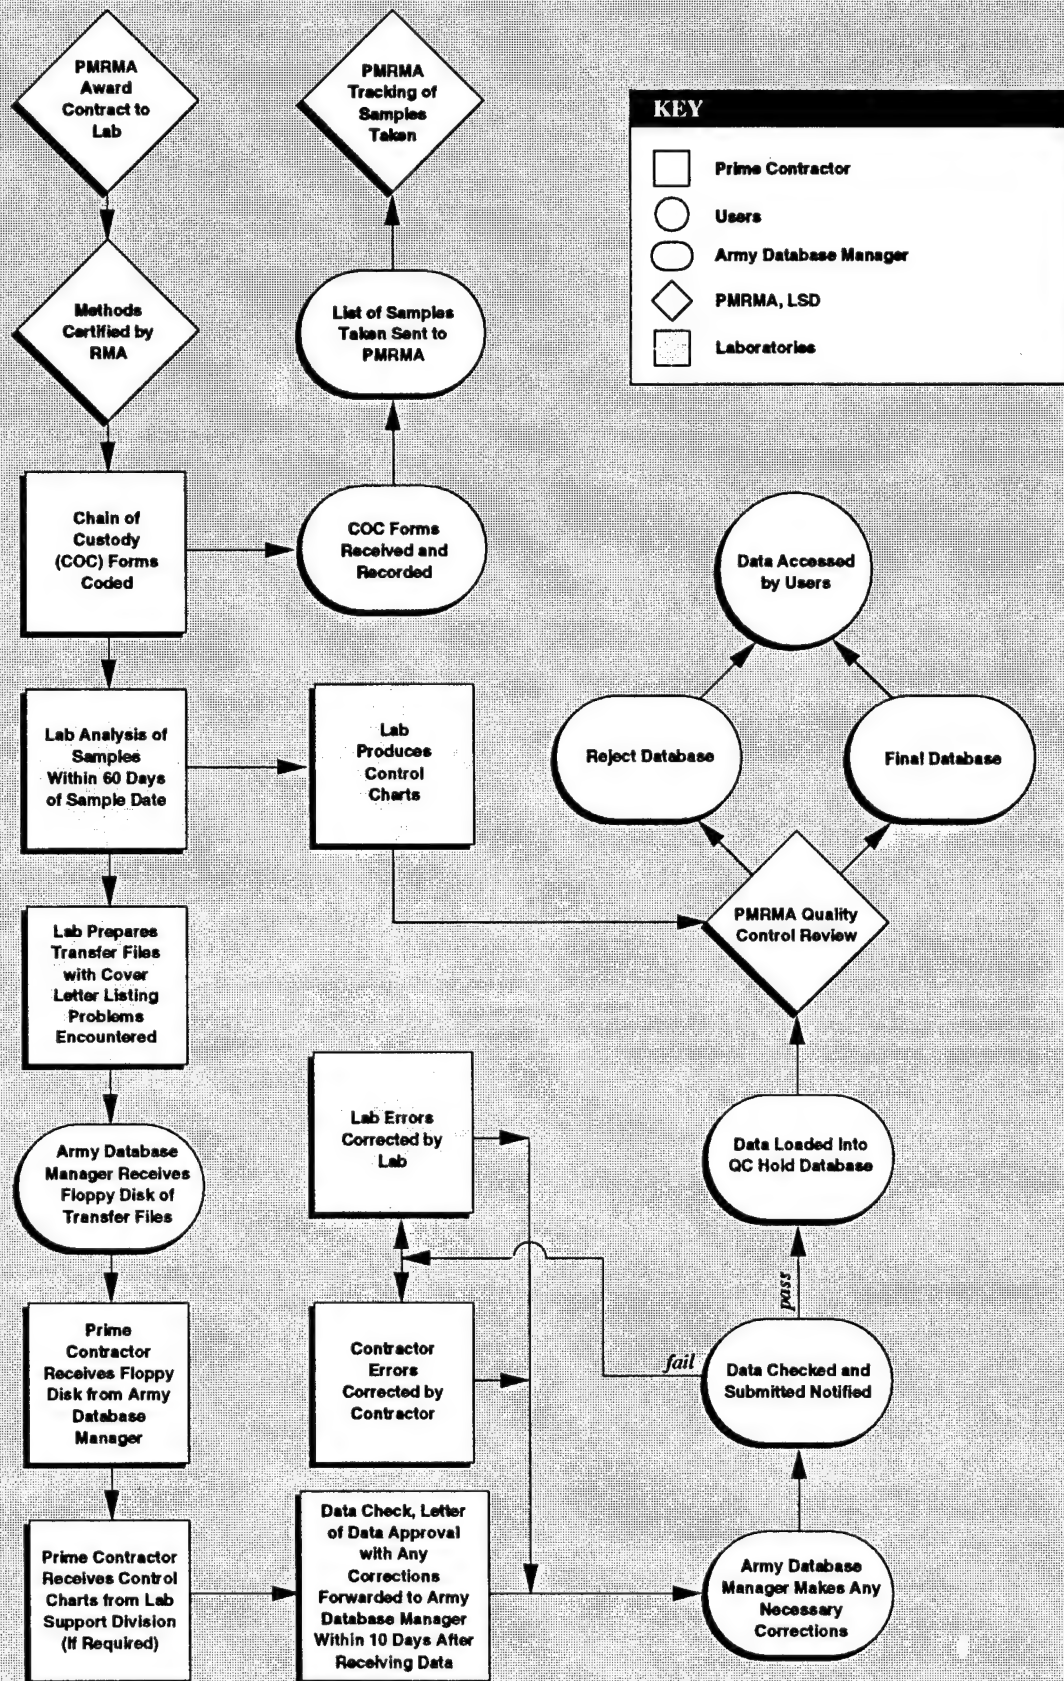 PMRMA
Award
Contract to
Lab
PMRMA
Tracking of
Samples
Taken
KEY
Prime Contractor
Users
Army Database Manager
PMRMA, LSD
Laboratories
Methods
Certified by
RMA
List of Samples
Taken Sent to
PMRMA
Chain of
Custody
(COC) Forms
Coded
COC Forms
Received and
Recorded
Data Accessed
by Users
Lab Analysis of
Samples
Within 60 Days
of Sample Date
Lab
Produces
Control
Charts
Reject Database
Final Database
PMRMA Quality
Control Review
Lab Prepares
Transfer Files
with Cover
Letter Listing
Problems
Encountered
Lab Errors
Corrected by
Lab
Data Loaded Into
QC Hold Database
Army Database
Manager Receives
Floppy Disk of
Transfer Files
pass
Prime
Contractor
Receives Floppy
Disk from Army
Database
Manager
Contractor
Errors
Corrected by
Contractor
fail
Data Checked and
Submitted Notified
Prime Contractor
Receives Control
Charts from Lab
Support Division
(If Required)
Data Check, Letter
of Data Approval
with Any
Corrections
Forwarded to Army
Database Manager
Within 10 Days After
Receiving Data
Army Database
Manager Makes Any
Necessary
Corrections